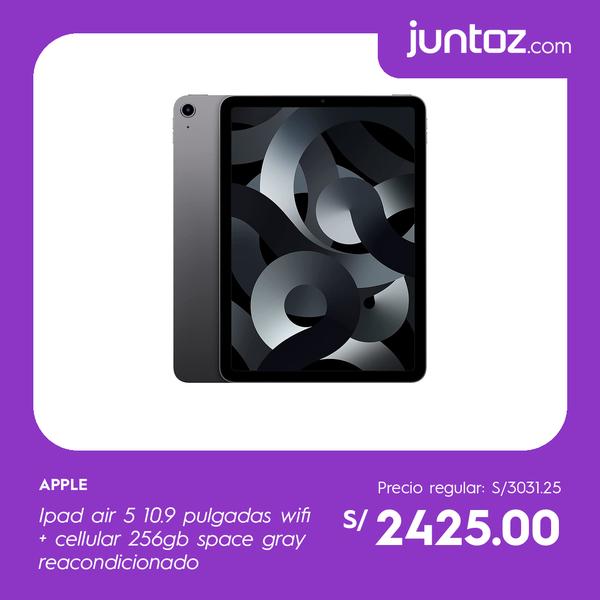 juntoz.com
APPLE
Ipad air 5 10.9 pulgadas wifi
+ cellular 256gb space gray
reacondicionado
Precio regular: S/3031.25
S/ 2425.00